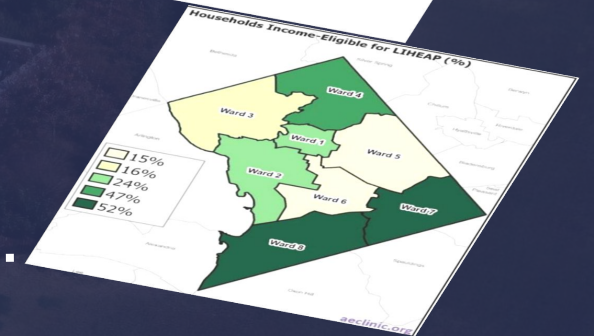 Households Income-Eligible for LIHEAP (%)
Ward 4
Ward 3
Ward 1
Ward 5
Ward 2
Ward 6
Ward 7
Ward 8
15%
16%
24%
47%
52%
aeclinic.org